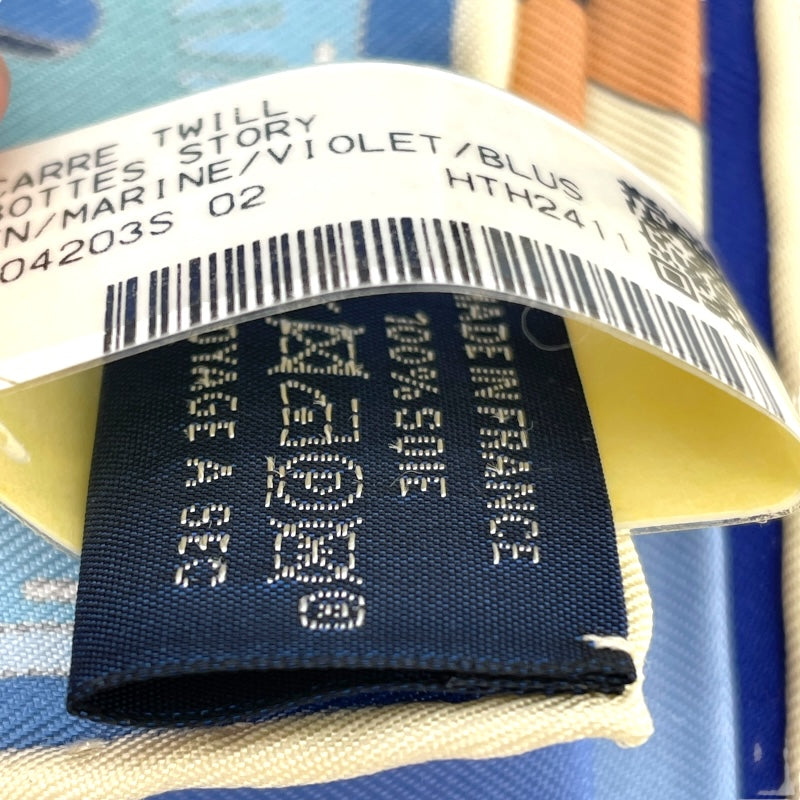 CARRE TWILL
BOTTES STORY
N/MARINE/VIOLET/BLUS
04203S 02 HTH2411
MADE IN FRANCE
100% SOIE
NETTOYAGE A SEC